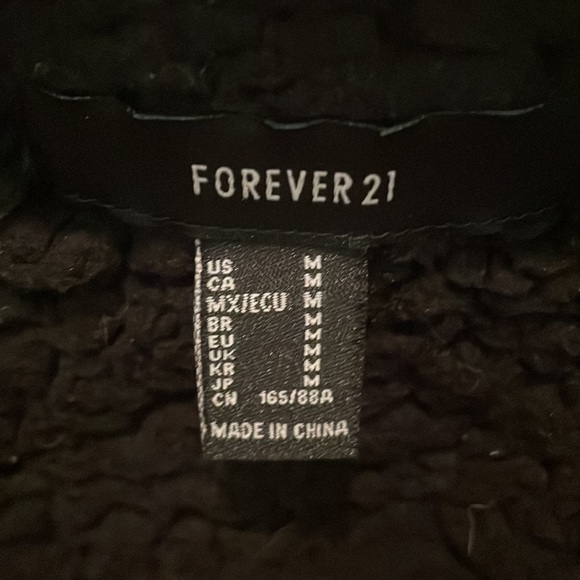 FOREVER 21
US M
CA M
MX/ECU M
BR M
EU M
UK M
KR M
JP M
CN 165/88A
MADE IN CHINA